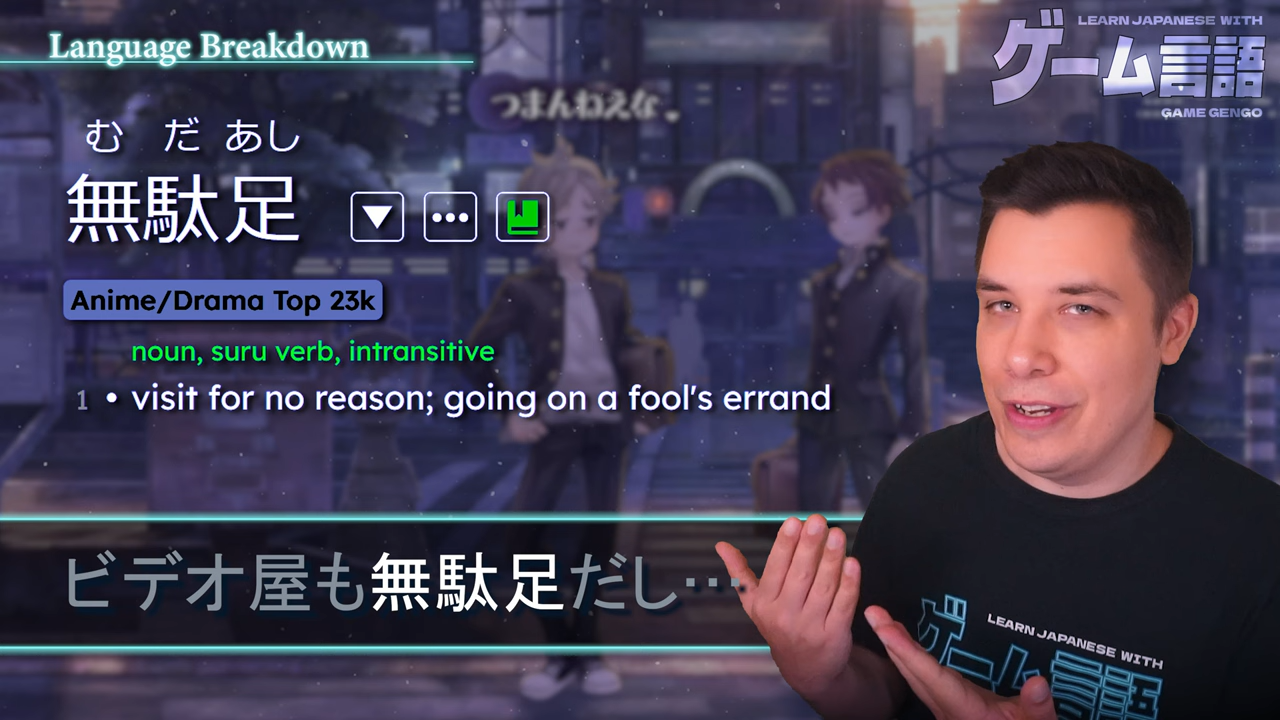 Language Breakdown
LEARN JAPANESE WITH
ゲーム言語
GAME GENGO
つまんねえな。
む だ あし
無駄足
Anime/Drama Top 23k
noun, suru verb, intransitive
1 • visit for no reason; going on a fool's errand
ビデオ屋も無駄足だし…
LEARN JAPANESE WITH
ゲーム言語